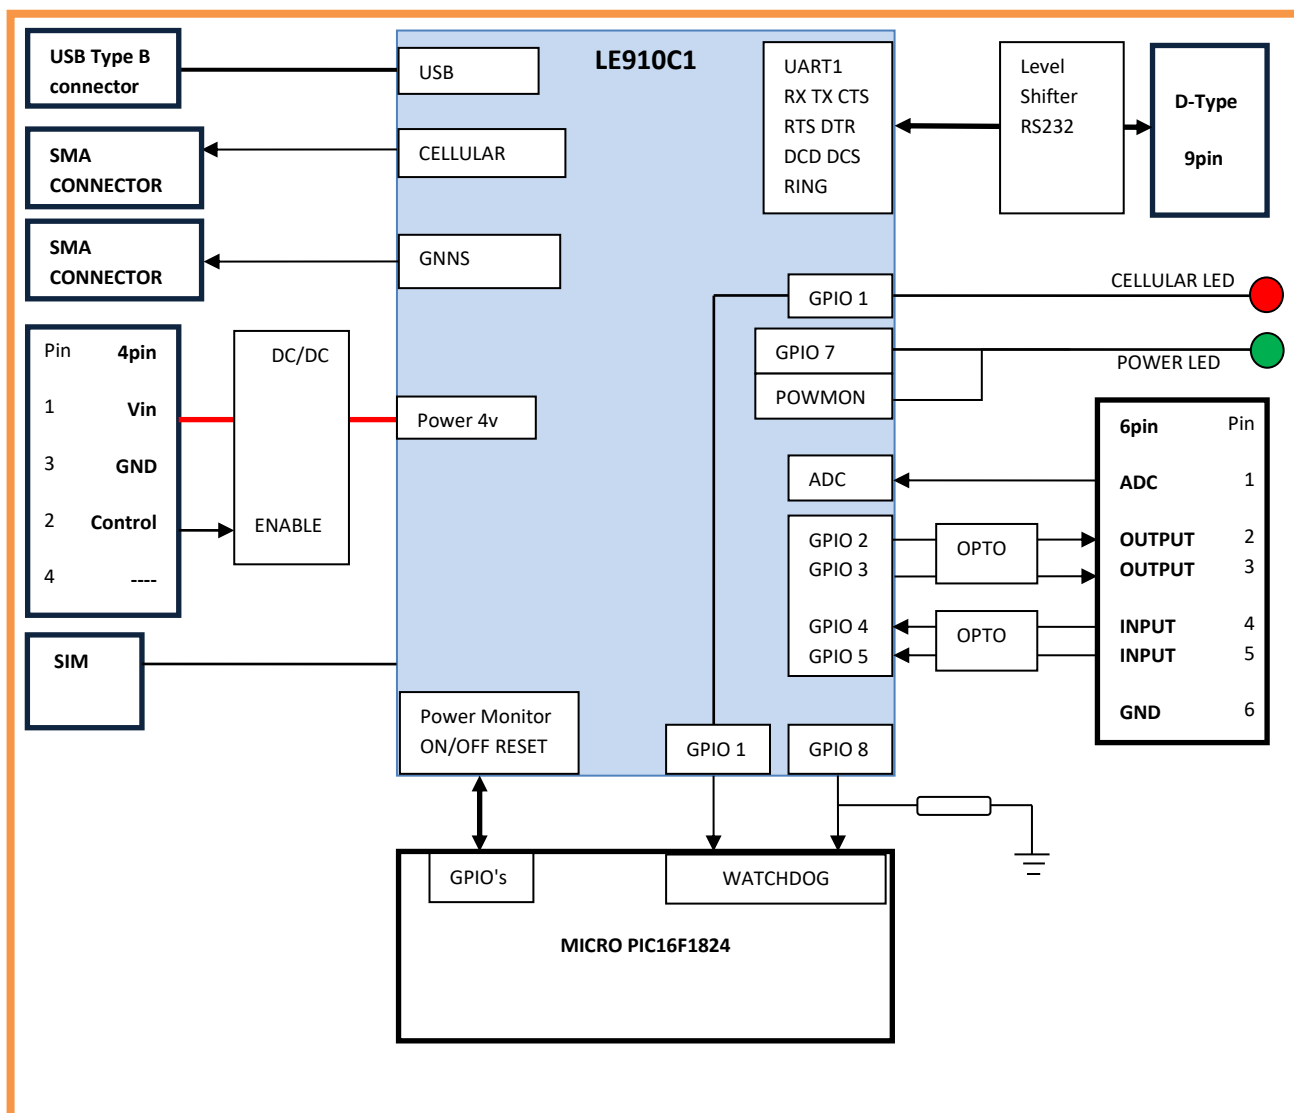 LE910C1
USB Type B
connector
USB
SMA
CONNECTOR
CELLULAR
SMA
CONNECTOR
GNNS
Pin 4pin
1 Vin
3 GND
2 Control
4 ----
DC/DC
ENABLE
Power 4v
SIM
Power Monitor
ON/OFF RESET
UART1
RX TX CTS
RTS DTR
DCD DCS
RING
Level
Shifter
RS232
D-Type
9pin
GPIO 1
CELLULAR LED
GPIO 7
POWMON
POWER LED
ADC
GPIO 2
GPIO 3
GPIO 4
GPIO 5
OPTO
OPTO
6pin Pin
ADC 1
OUTPUT 2
OUTPUT 3
INPUT 4
INPUT 5
GND 6
GPIO 1
GPIO 8
GPIO's
WATCHDOG
MICRO PIC16F1824